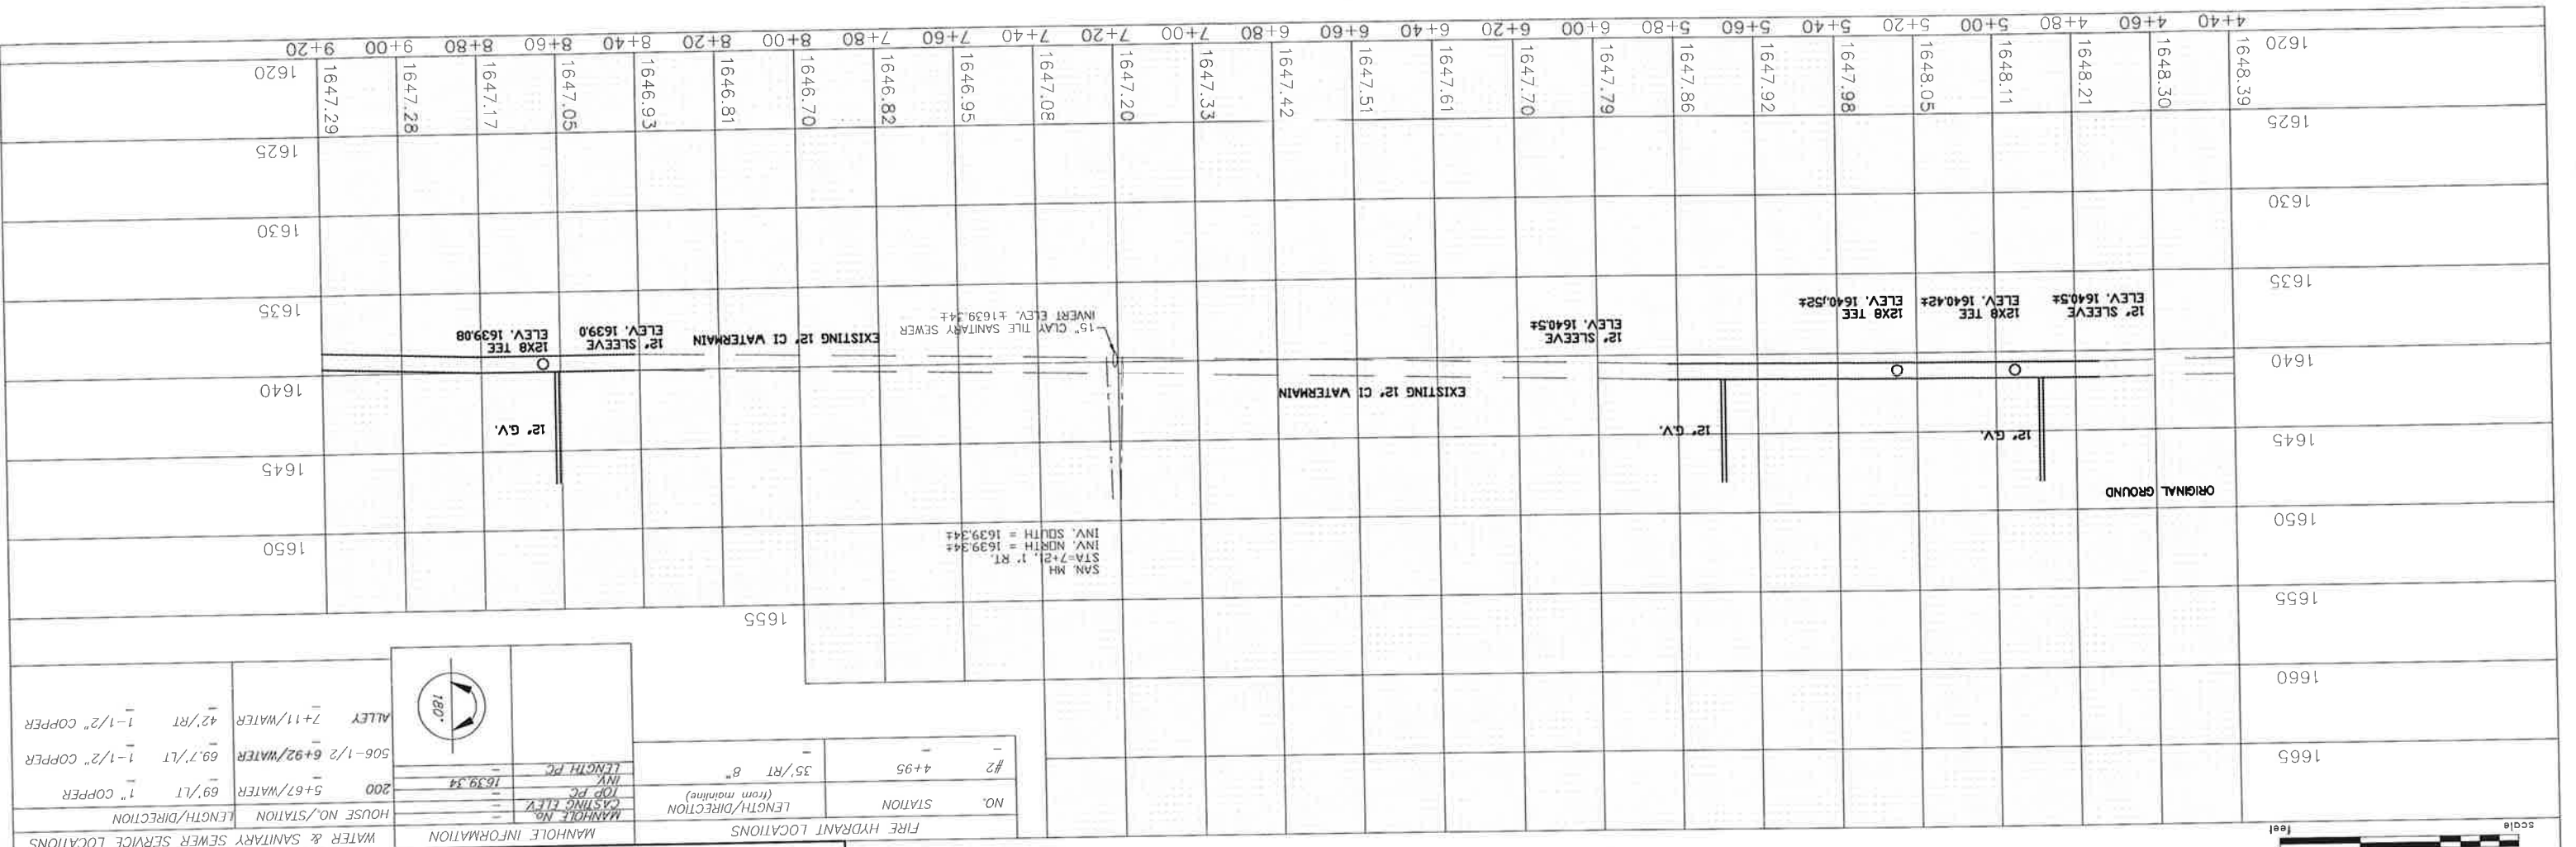 scale
feet
FIRE HYDRANT LOCATIONS
NO. STATION LENGTH/DIRECTION
(from mainline)
#2 4+95 35'/RT 8"
- - -
MANHOLE INFORMATION
MANHOLE No. -
CASTING ELEV. -
TOP PC -
INV 1639.34
LENGTH PC -
180°
WATER & SANITARY SEWER SERVICE LOCATIONS
HOUSE NO./STATION LENGTH/DIRECTION
200 5+67/WATER 69'/LT 1" COPPER
- -
506-1/2 6+92/WATER 69.7'/LT 1-1/2" COPPER
- -
ALLEY 7+11/WATER 42'/RT 1-1/2" COPPER
- -
1665
1660
1655
1655
SAN. MH
STA=7+21, 1' RT.
INV. NORTH = 1639.34±
INV. SOUTH = 1639.34±
1650
1650
ORIGINAL GROUND
1645
1645
12" G.V.
12" G.V.
12" G.V.
EXISTING 12" CI WATERMAIN
1640
1640
12" SLEEVE
ELEV. 1640.5±
12X8 TEE
ELEV. 1640.42±
12X8 TEE
ELEV. 1640.52±
12" SLEEVE
ELEV. 1640.5±
15" CLAY TILE SANITARY SEWER
INVERT ELEV. ±1639.34±
EXISTING 12" CI WATERMAIN
12" SLEEVE
ELEV. 1639.0
12X8 TEE
ELEV. 1639.08
1635
1635
1630
1630
1625
1625
1620
1620
1648.39
1648.30
1648.21
1648.11
1648.05
1647.98
1647.92
1647.86
1647.79
1647.70
1647.61
1647.51
1647.42
1647.33
1647.20
1647.08
1646.95
1646.82
1646.70
1646.81
1646.93
1647.05
1647.17
1647.28
1647.29
4+40 4+60 4+80 5+00 5+20 5+40 5+60 5+80 6+00 6+20 6+40 6+60 6+80 7+00 7+20 7+40 7+60 7+80 8+00 8+20 8+40 8+60 8+80 9+00 9+20